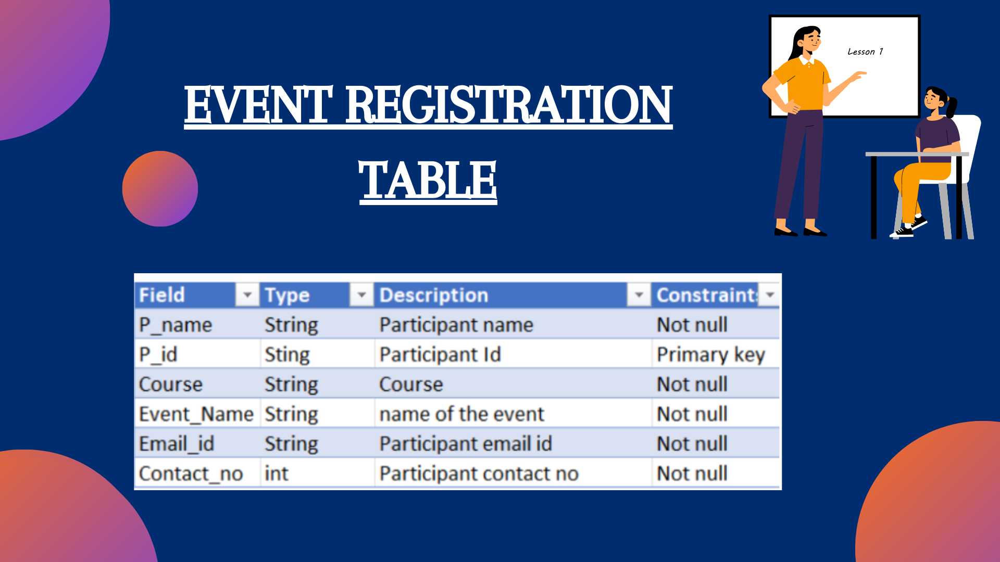 EVENT REGISTRATION
TABLE
Lesson 1
Field Type Description Constraints
P_name String Participant name Not null
P_id Sting Participant Id Primary key
Course String Course Not null
Event_Name String name of the event Not null
Email_id String Participant email id Not null
Contact_no int Participant contact no Not null